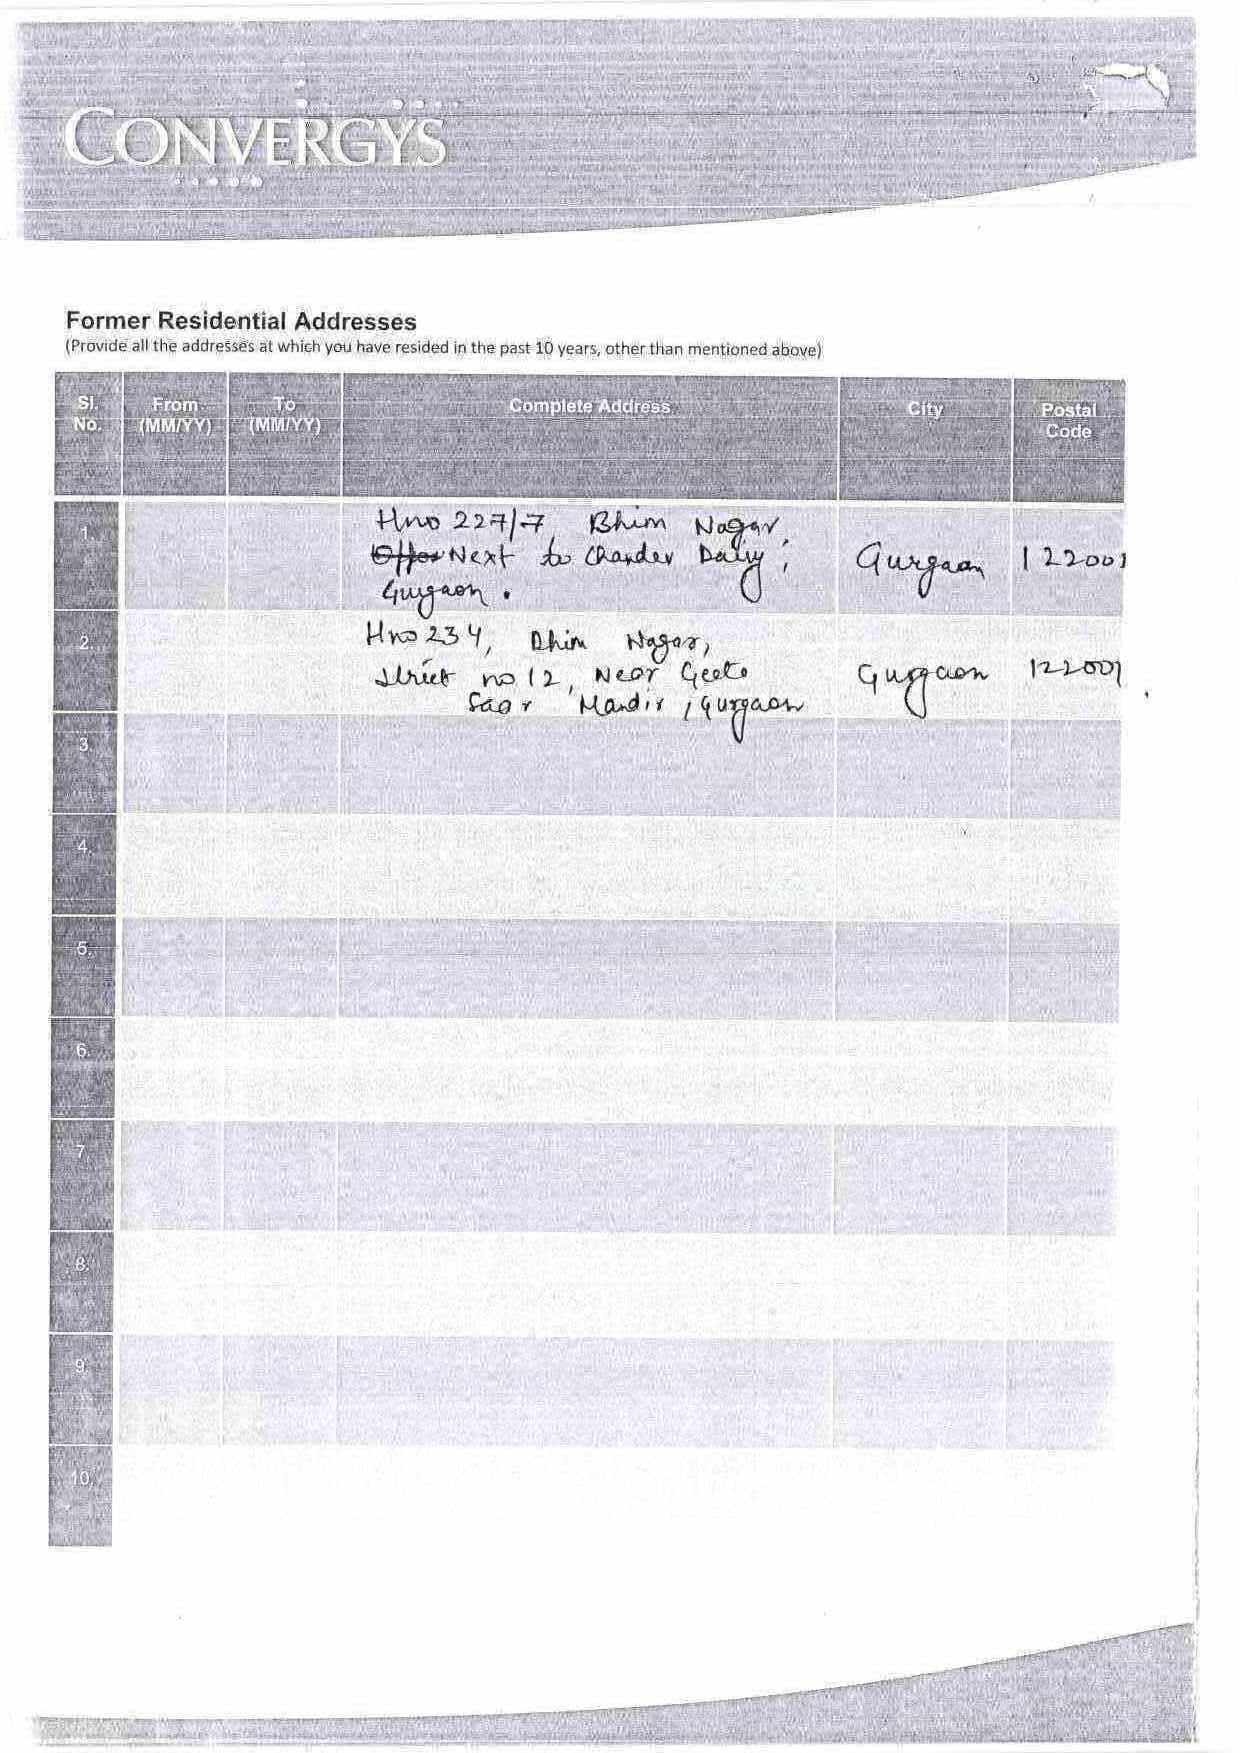 CONVERGYS
Former Residential Addresses
(Provide all the addresses at which you have resided in the past 10 years, other than mentioned above)
Sl. No. From (MM/YY) To (MM/YY) Complete Address City Postal Code
1. Hno 227/7, Bhim Nagar,
Next to Chander Dairy, Gurgaon 122001
Gurgaon.
2. Hno 234, Bhim Nagar,
Street no 12, Near Geeta Gurgaon 122001
Saar Mandir, Gurgaon
3.
4.
5.
6.
7.
8.
9.
10.